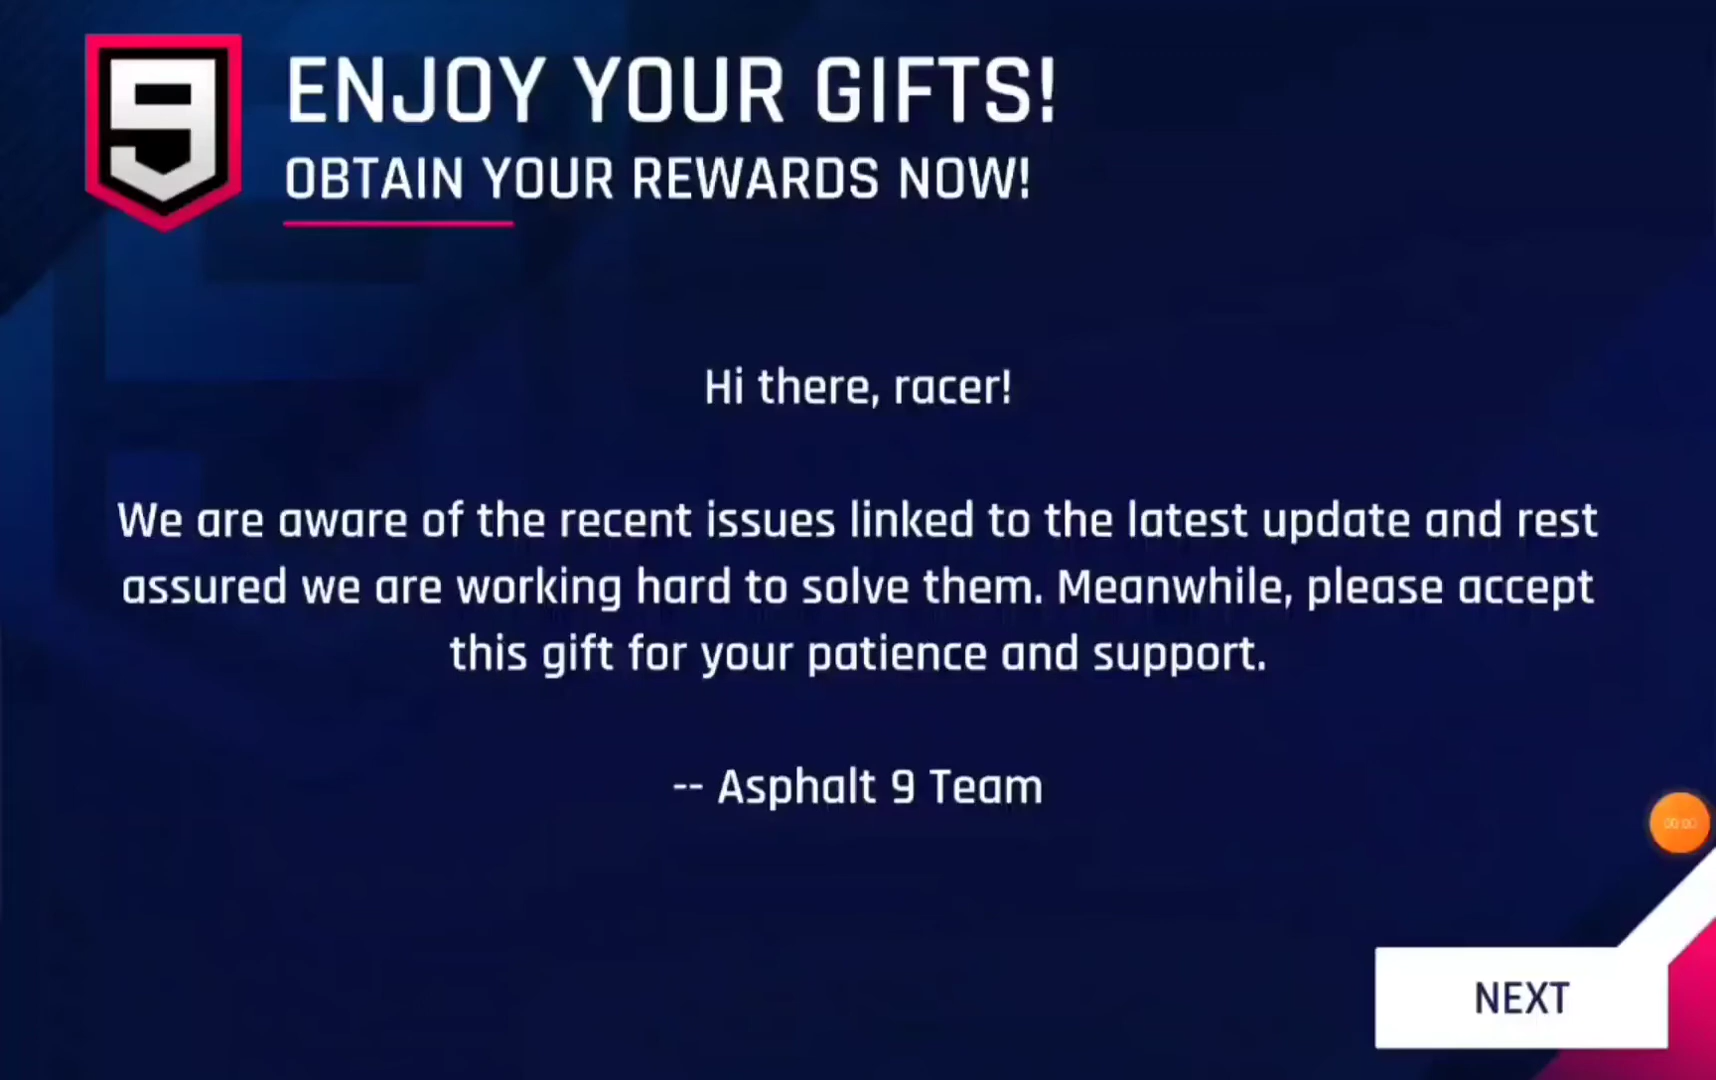 9
ENJOY YOUR GIFTS!
OBTAIN YOUR REWARDS NOW!
Hi there, racer!
We are aware of the recent issues linked to the latest update and rest
assured we are working hard to solve them. Meanwhile, please accept
this gift for your patience and support.
-- Asphalt 9 Team
00:00
NEXT